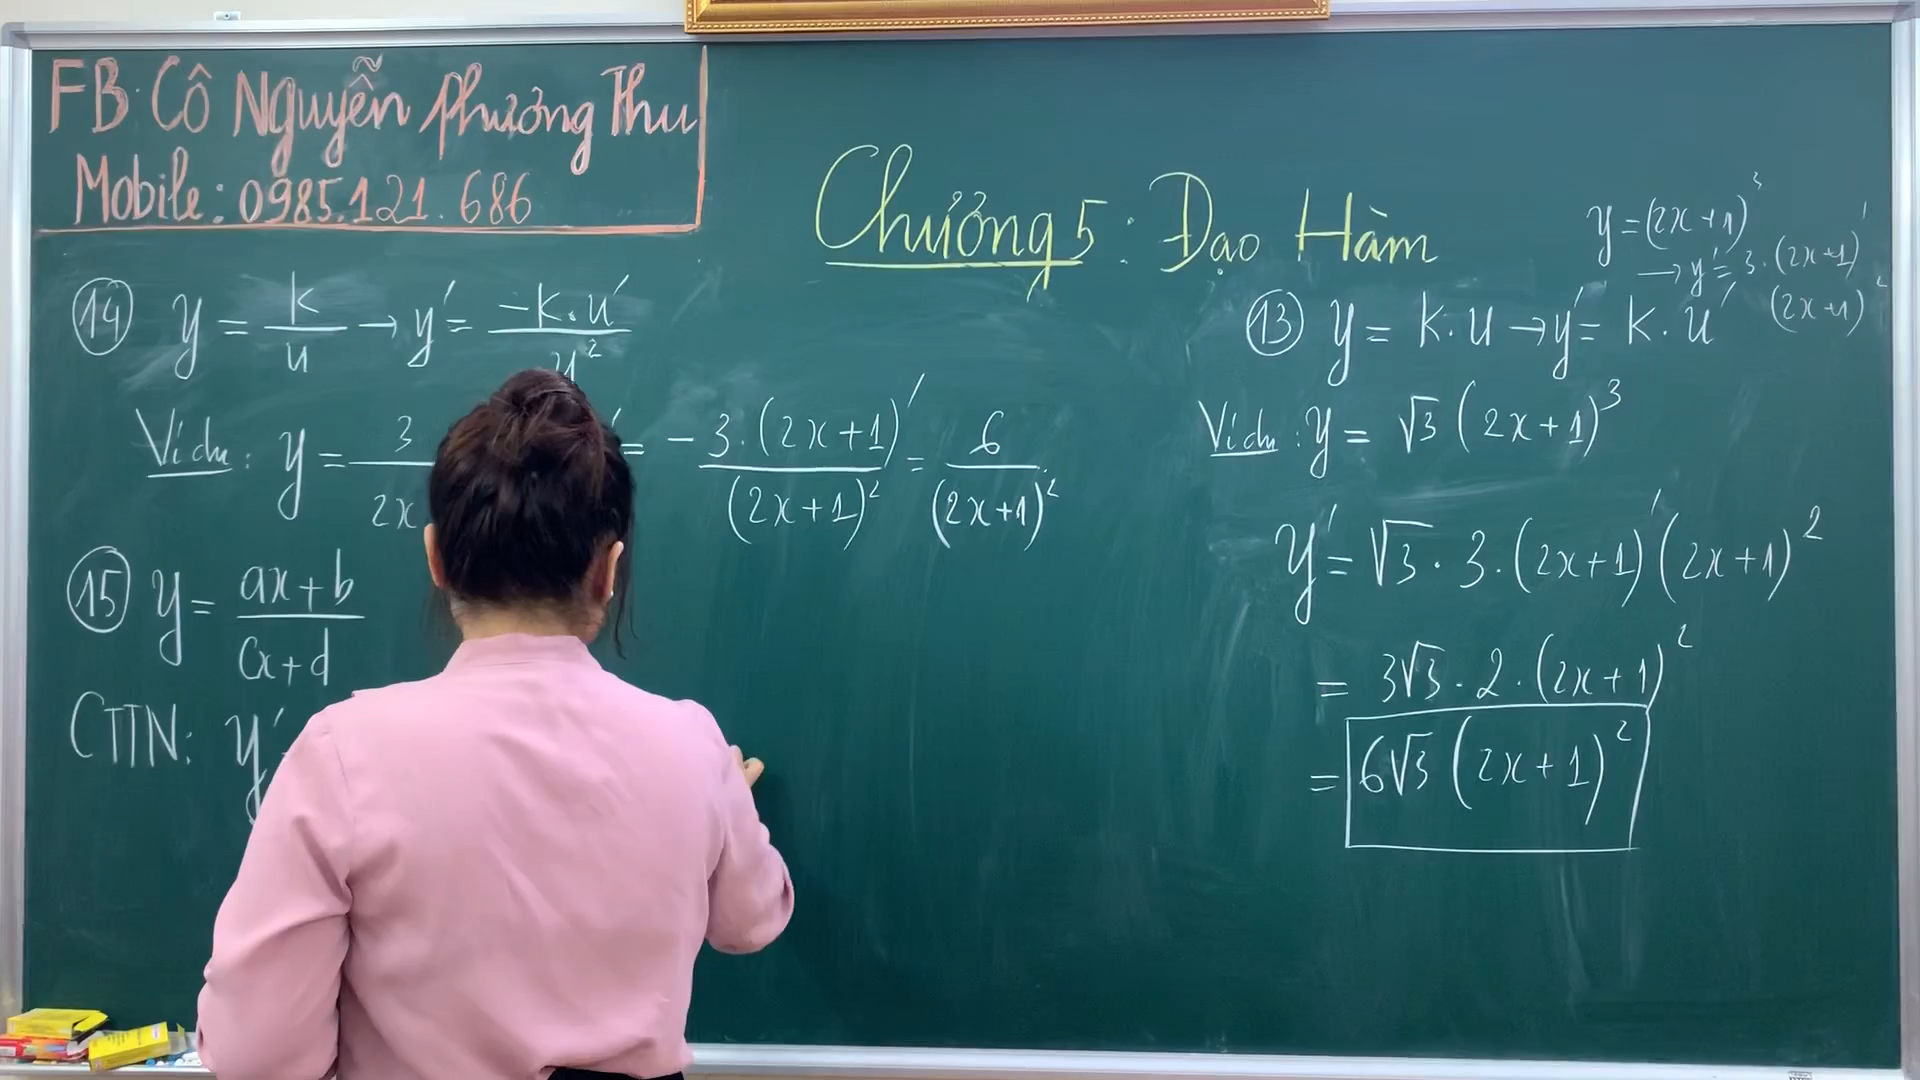 FB: Cô Nguyễn Phương Thu
Mobile: 0985.121.686
Chương 5: Đạo Hàm
y = (2x+1)³
→ y' = 3.(2x+1)'
(2x+1)²
⑭ y = k/u → y' = -k.u'/u²
Ví dụ: y = 3/2x ' = -3.(2x+1)'/(2x+1)² = 6/(2x+1)²
⑮ y = ax+b/cx+d
CTTN: y'
⑬ y = k.u → y' = k.u'
Ví dụ: y = √3 (2x+1)³
y' = √3 . 3.(2x+1)'(2x+1)²
= 3√3 . 2 . (2x+1)²
= 6√3 (2x+1)²